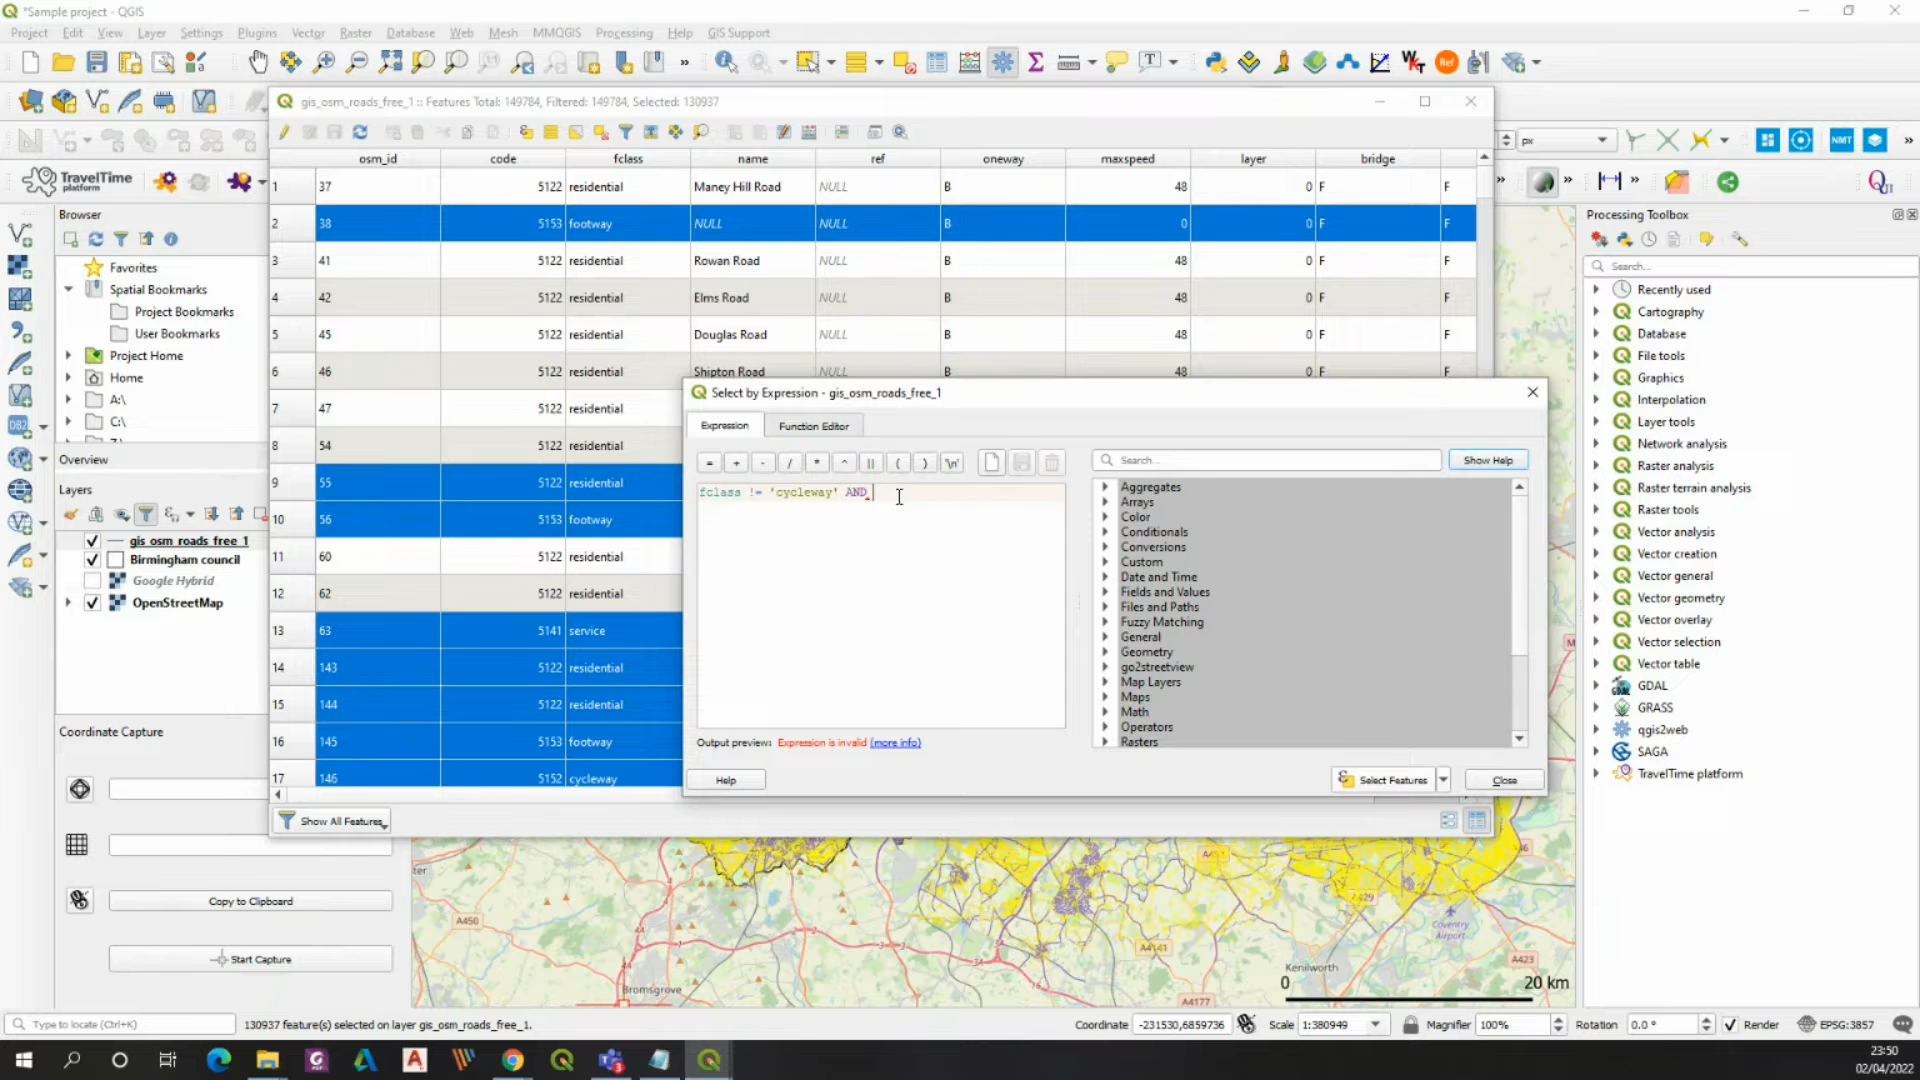 *Sample project - QGIS
Project Edit View Layer Settings Plugins Vector Raster Database Web Mesh MMQGIS Processing Help GIS Support
gis_osm_roads_free_1 :: Features Total: 149784, Filtered: 149784, Selected: 130937
px
NMT
TravelTime
platform
osm_id code fclass name ref oneway maxspeed layer bridge
1 37 5122 residential Maney Hill Road NULL B 48 0 F F
2 38 5153 footway NULL NULL B 0 0 F F
3 41 5122 residential Rowan Road NULL B 48 0 F F
4 42 5122 residential Elms Road NULL B 48 0 F F
5 45 5122 residential Douglas Road NULL B 48 0 F F
6 46 5122 residential Shipton Road NULL B 48 0 F F
7 47 5122 residential
8 54 5122 residential
9 55 5122 residential
10 56 5153 footway
11 60 5122 residential
12 62 5122 residential
13 63 5141 service
14 143 5122 residential
15 144 5122 residential
16 145 5153 footway
17 146 5152 cycleway
Show All Features
Browser
Favorites
Spatial Bookmarks
Project Bookmarks
User Bookmarks
Project Home
Home
A:\
C:\
Overview
Layers
gis_osm_roads_free_1
Birmingham council
Google Hybrid
OpenStreetMap
Coordinate Capture
Copy to Clipboard
Start Capture
Select by Expression - gis_osm_roads_free_1
Expression Function Editor
= + - / * ^ || ( ) '\n'
Search... Show Help
fclass != 'cycleway' AND
Aggregates
Arrays
Color
Conditionals
Conversions
Custom
Date and Time
Fields and Values
Files and Paths
Fuzzy Matching
General
Geometry
go2streetview
Map Layers
Maps
Math
Operators
Rasters
Output preview: Expression is invalid (more info)
Help Select Features Close
Processing Toolbox
Search...
Recently used
Cartography
Database
File tools
Graphics
Interpolation
Layer tools
Network analysis
Raster analysis
Raster terrain analysis
Raster tools
Vector analysis
Vector creation
Vector general
Vector geometry
Vector overlay
Vector selection
Vector table
GDAL
GRASS
qgis2web
SAGA
TravelTime platform
A450
Bromsgrove
A4141
A4177
Kenilworth
Coventry
Airport
A423
0 20 km
Type to locate (Ctrl+K) 130937 feature(s) selected on layer gis_osm_roads_free_1. Coordinate -231530,6859736 Scale 1:380949 Magnifier 100% Rotation 0.0 ° Render EPSG:3857
23:50
02/04/2022